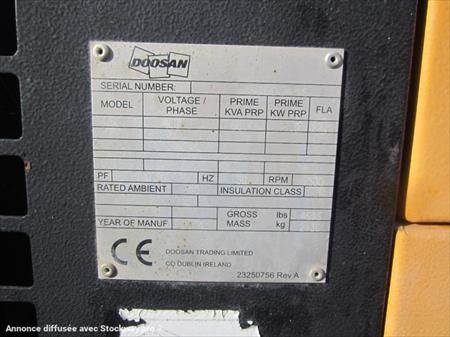 DOOSAN
SERIAL NUMBER:
MODEL VOLTAGE / PHASE PRIME KVA PRP PRIME KW PRP FLA
PF HZ RPM
RATED AMBIENT INSULATION CLASS
YEAR OF MANUF GROSS MASS lbs kg
CE
DOOSAN TRADING LIMITED
CO DUBLIN IRELAND
23250756 Rev A
Annonce diffusée avec